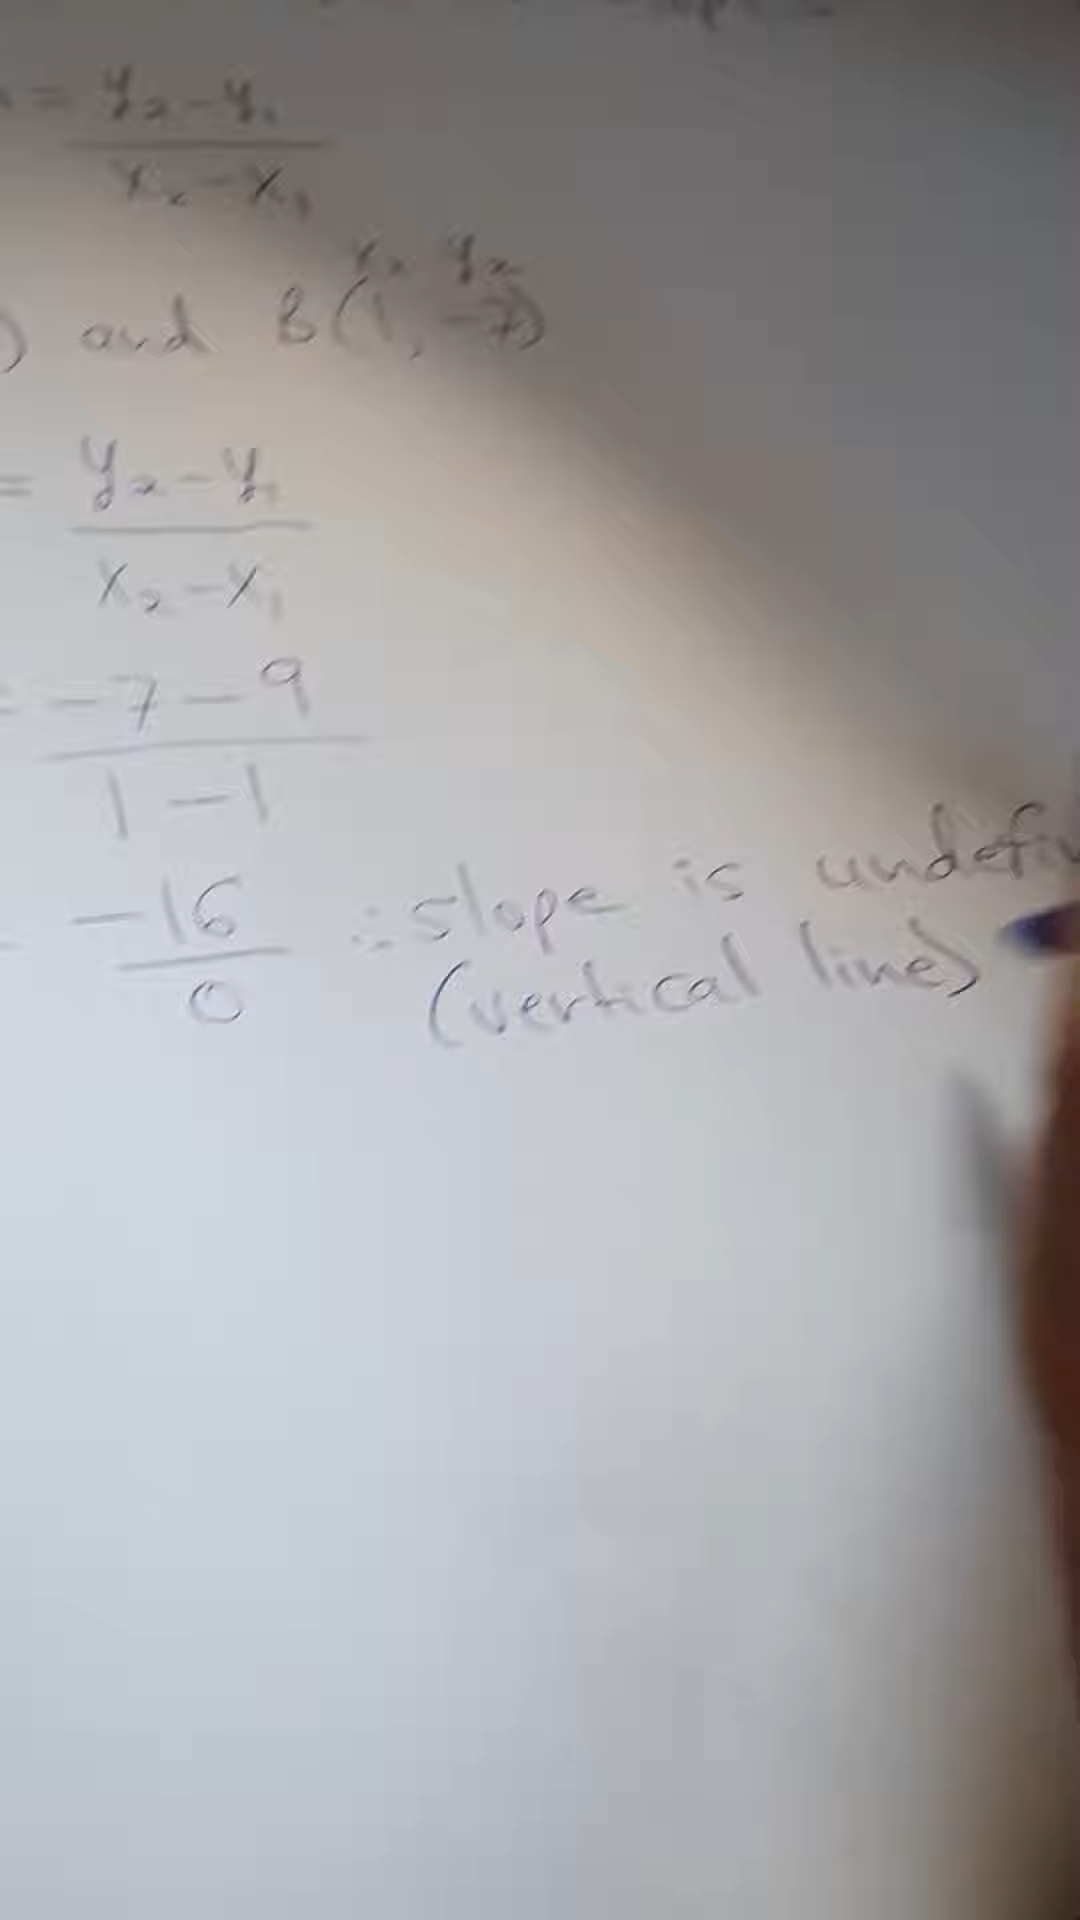 = y₂-y₁
x₂-x₁
x₂ y₂
) and B(1, -7)
= y₂-y₁
x₂-x₁
= -7-9
1-1
= -16 ∴ slope is undefin
0 (vertical line)